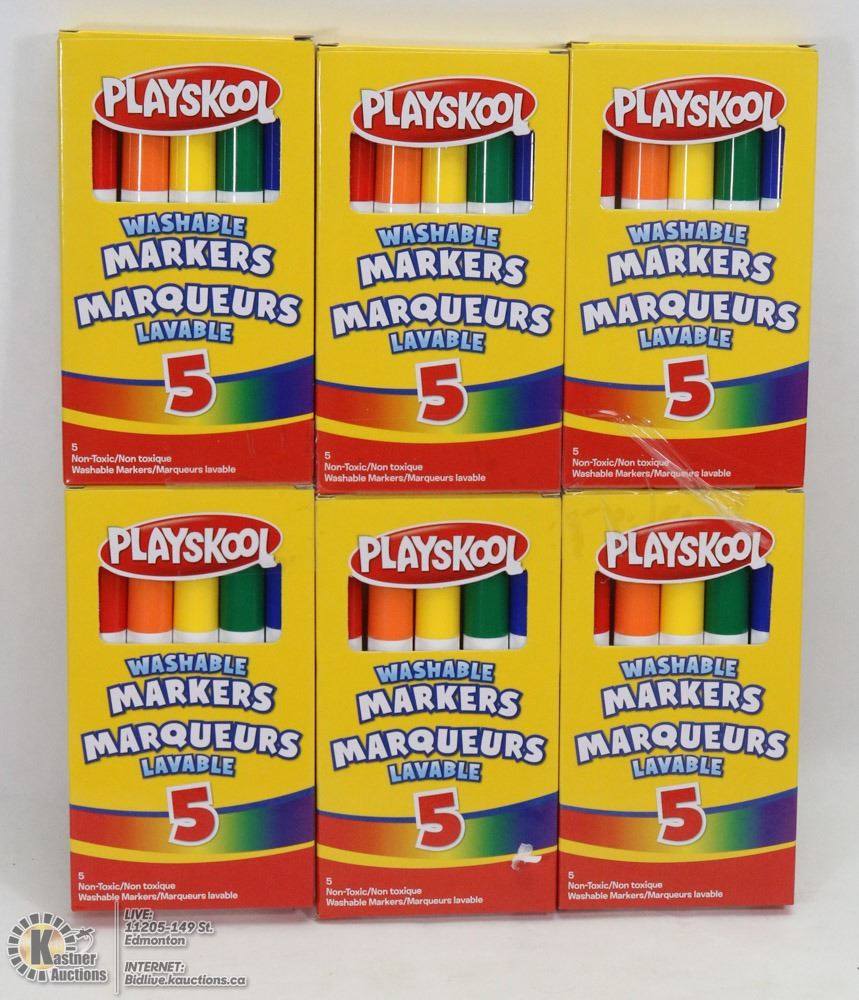 PLAYSKOOL
WASHABLE
MARKERS
MARQUEURS
LAVABLE
5
5
Non-Toxic/Non toxique
Washable Markers/Marqueurs lavable
PLAYSKOOL
WASHABLE
MARKERS
MARQUEURS
LAVABLE
5
5
Non-Toxic/Non toxique
Washable Markers/Marqueurs lavable
PLAYSKOOL
WASHABLE
MARKERS
MARQUEURS
LAVABLE
5
5
Non-Toxic/Non toxique
Washable Markers/Marqueurs lavable
PLAYSKOOL
WASHABLE
MARKERS
MARQUEURS
LAVABLE
5
5
Non-Toxic/Non toxique
Washable Markers/Marqueurs lavable
PLAYSKOOL
WASHABLE
MARKERS
MARQUEURS
LAVABLE
5
5
Non-Toxic/Non toxique
Washable Markers/Marqueurs lavable
PLAYSKOOL
WASHABLE
MARKERS
MARQUEURS
LAVABLE
5
5
Non-Toxic/Non toxique
Washable Markers/Marqueurs lavable
Kastner
Auctions
LIVE:
11205-149 St.
Edmonton
INTERNET:
Bidlive.kauctions.ca